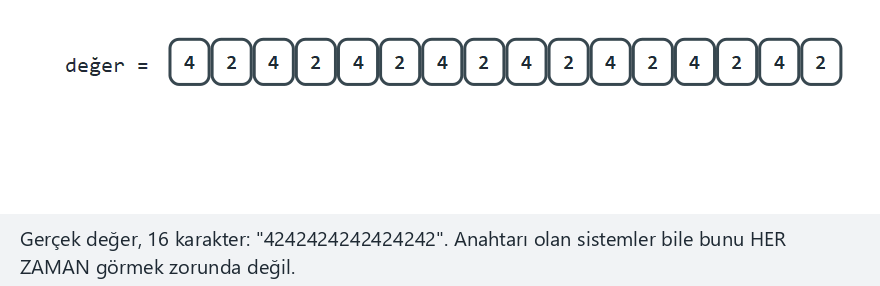 değer = 4 2 4 2 4 2 4 2 4 2 4 2 4 2 4 2
Gerçek değer, 16 karakter: "4242424242424242". Anahtarı olan sistemler bile bunu HER
ZAMAN görmek zorunda değil.